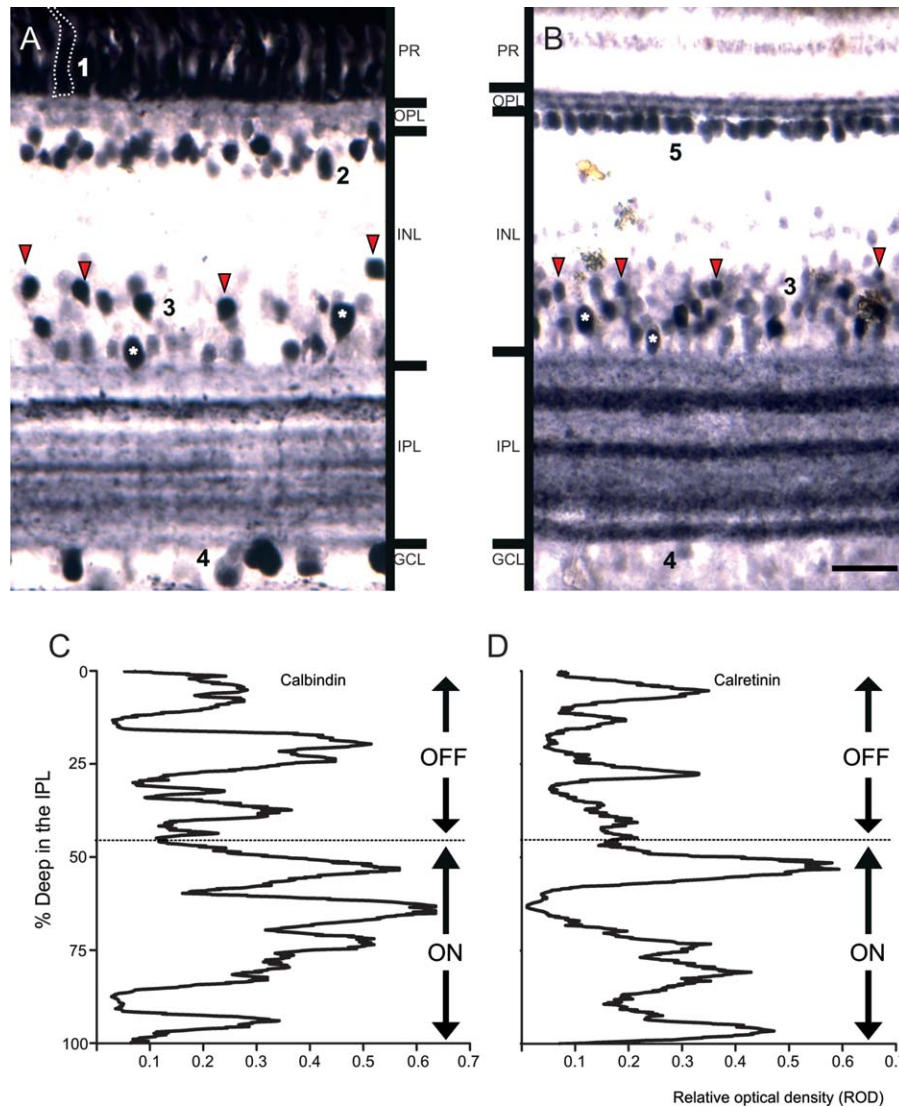 A
B
1
PR
PR
OPL
OPL
2
5
INL
INL
3
3
*
*
*
*
IPL
IPL
4
4
GCL
GCL
C
D
Calbindin
Calretinin
0
25
50
75
100
% Deep in the IPL
OFF
OFF
ON
ON
0.1 0.2 0.3 0.4 0.5 0.6 0.7
0.1 0.2 0.3 0.4 0.5 0.6 0.7
Relative optical density (ROD)